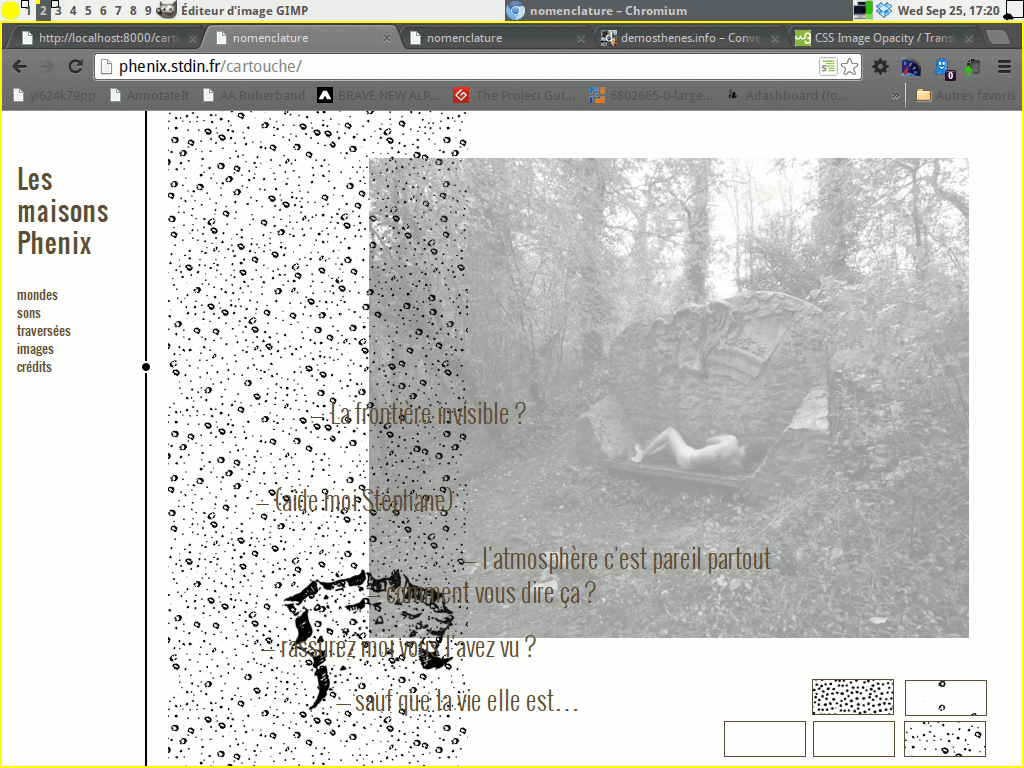 1 2 3 4 5 6 7 8 9 Éditeur d'image GIMP nomenclature – Chromium Wed Sep 25, 17:20
http://localhost:8000/carto nomenclature nomenclature demosthenes.info – Conve CSS Image Opacity / Trans
phenix.stdin.fr/cartouche/
yi624k79pp AnnotateIt AA Ruberband BRAVE NEW ALP... The Project Gut... 6802665-0-large... Adashboard (fo... » Autres favoris
Les
maisons
Phenix
mondes
sons
traversées
images
crédits
– La frontière invisible ?
– (aide moi Stéphane)
– l'atmosphère c'est pareil partout
– comment vous dire ça ?
– rassurez moi vous l'avez vu ?
– sauf que la vie elle est…